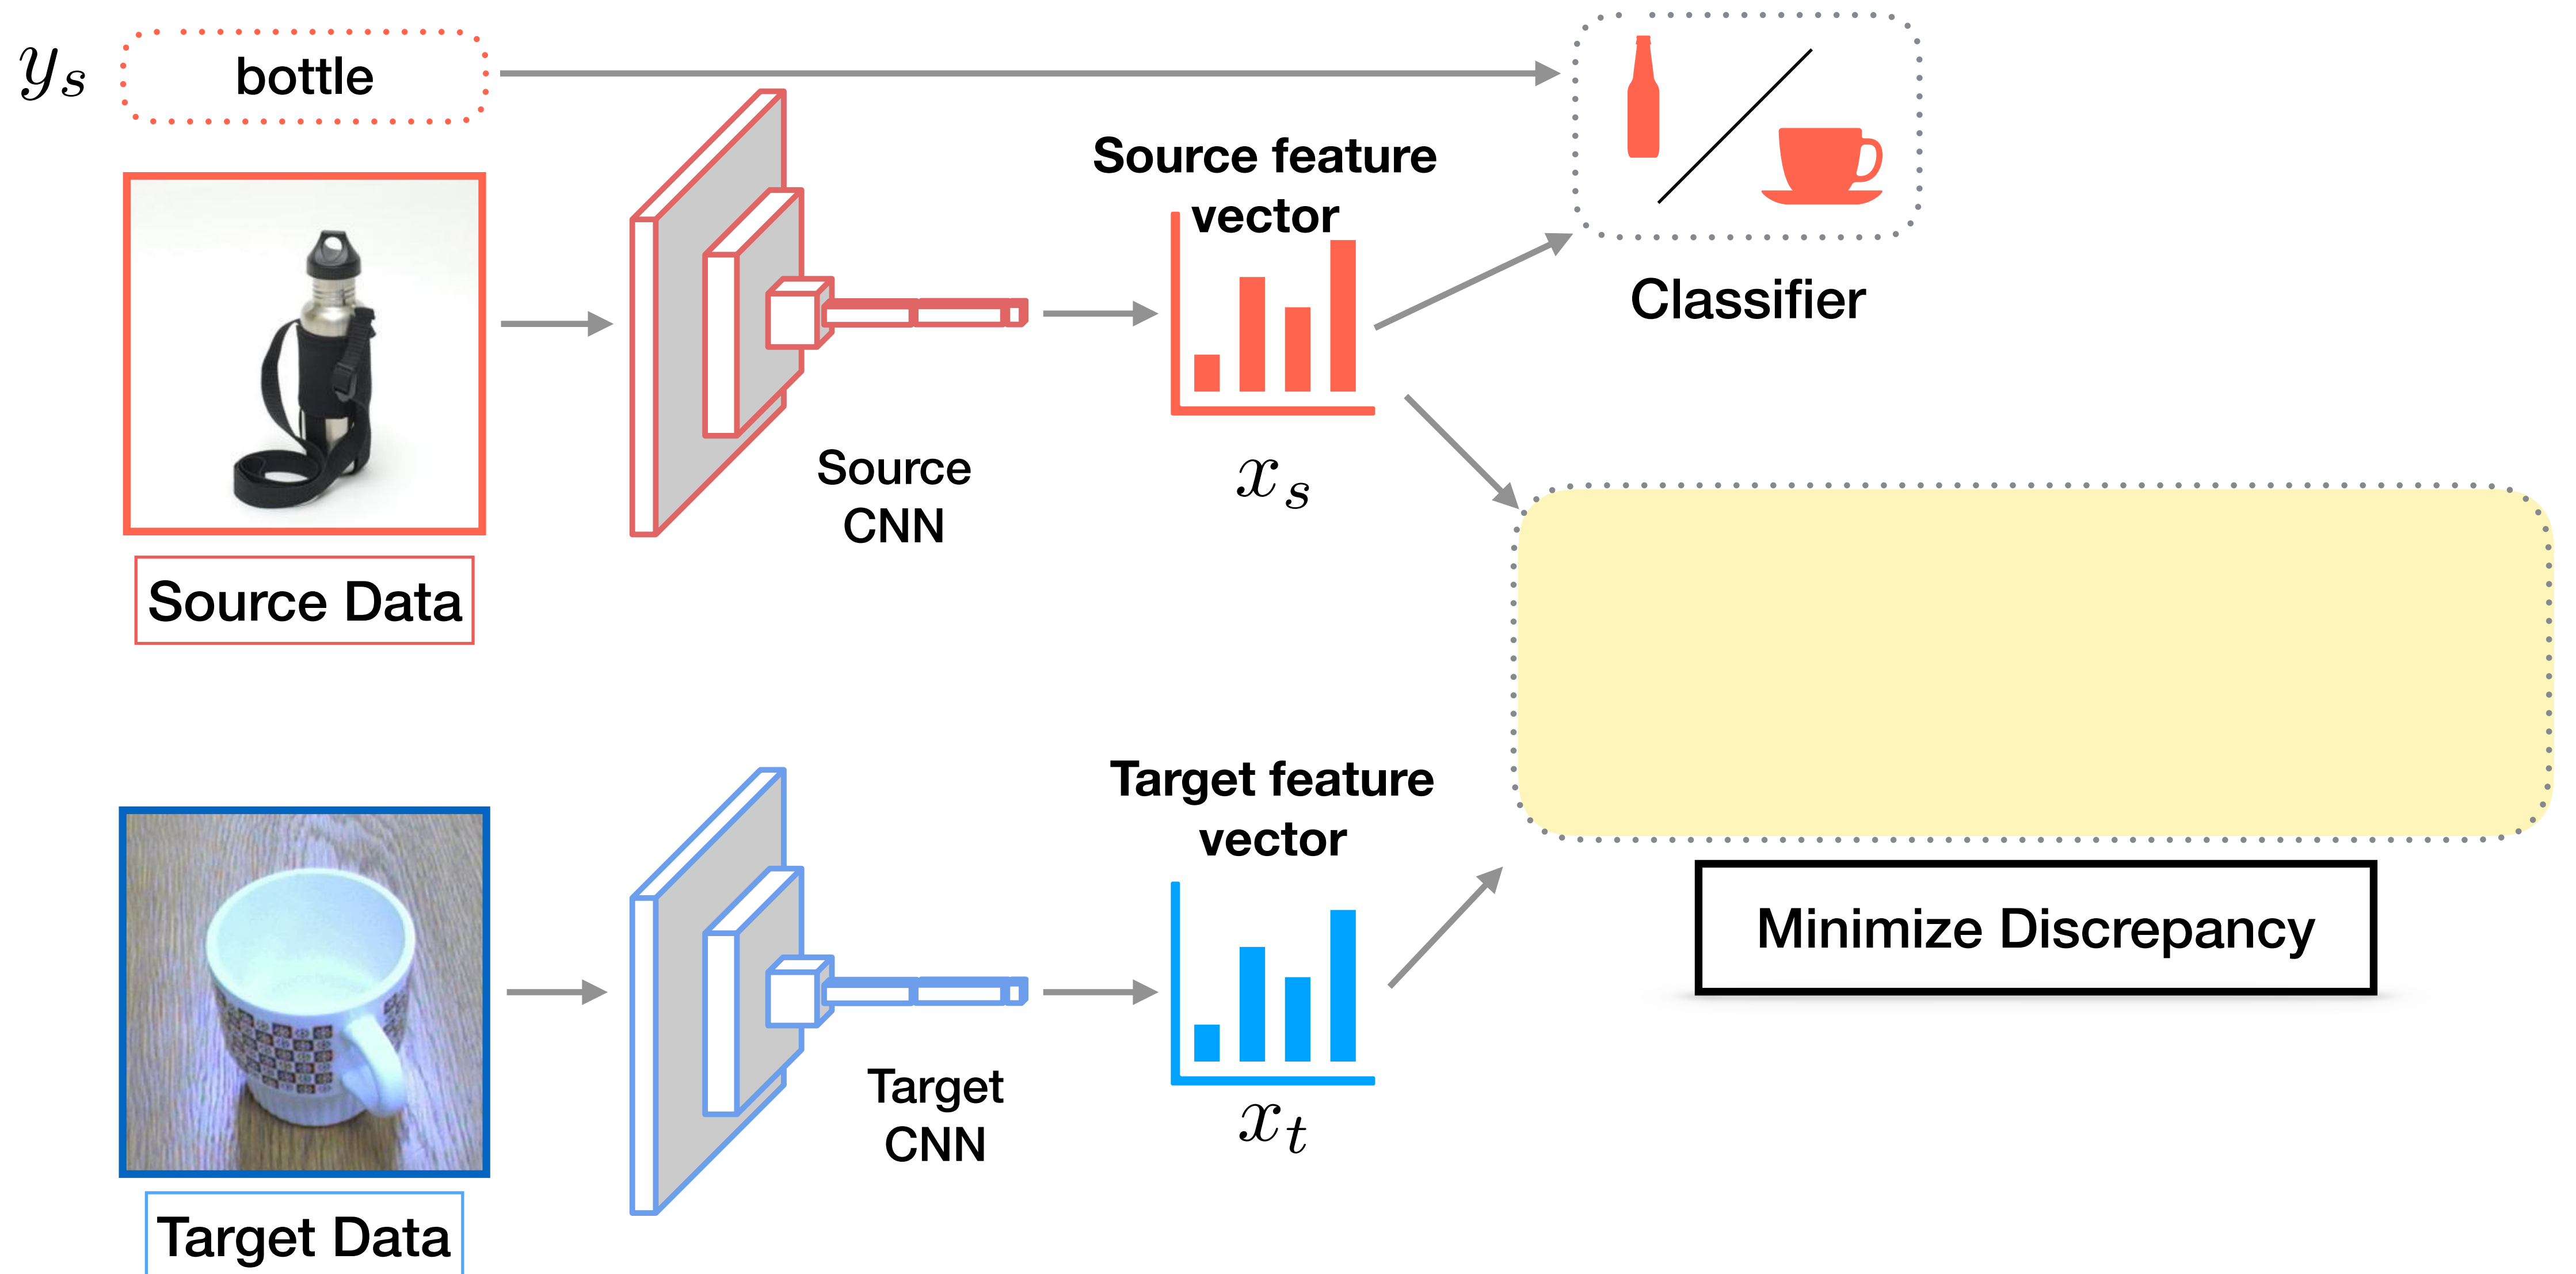 y_s
bottle
Source feature
vector
Classifier
Source
CNN
x_s
Source Data
Target feature
vector
Minimize Discrepancy
Target
CNN
x_t
Target Data